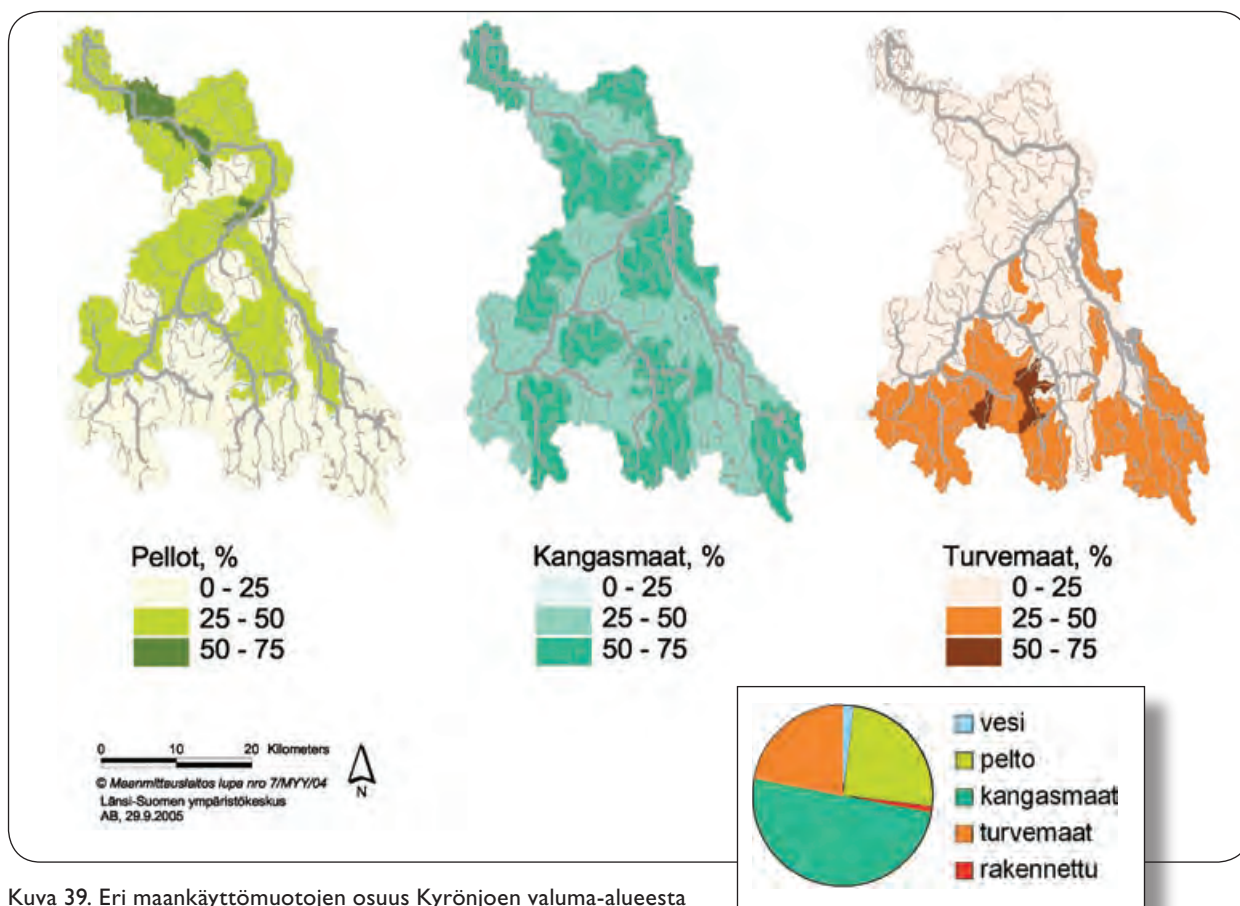 Pellot, %
0 - 25
25 - 50
50 - 75
Kangasmaat, %
0 - 25
25 - 50
50 - 75
Turvemaat, %
0 - 25
25 - 50
50 - 75
0 10 20 Kilometers
N
© Maanmittauslaitos lupa nro 7/MYY/04
Länsi-Suomen ympäristökeskus
AB, 29.9.2005
vesi
pelto
kangasmaat
turvemaat
rakennettu
Kuva 39. Eri maankäyttömuotojen osuus Kyrönjoen valuma-alueesta